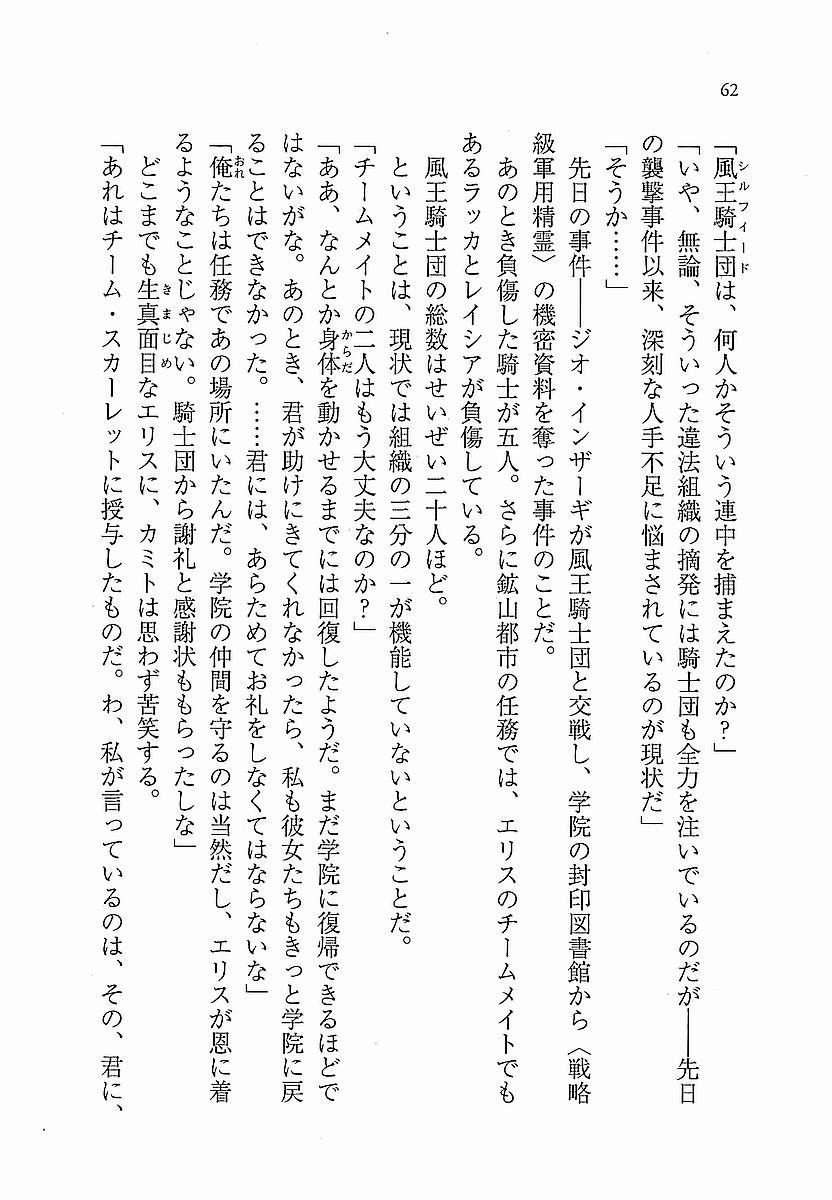 62
「風王騎士団は、何人かそういう連中を捕まえたのか？」
シルフィード
「いや、無論、そういった違法組織の摘発には騎士団も全力を注いでいるのだが――先日
の襲撃事件以来、深刻な人手不足に悩まされているのが現状だ」
「そうか……」
先日の事件――ジオ・インザーギが風王騎士団と交戦し、学院の封印図書館から〈戦略
級軍用精霊〉の機密資料を奪った事件のことだ。
あのとき負傷した騎士が五人。さらに鉱山都市の任務では、エリスのチームメイトでも
あるラッカとレイシアが負傷している。
風王騎士団の総数はせいぜい二十人ほど。
ということは、現状では組織の三分の一が機能していないということだ。
「チームメイトの二人はもう大丈夫なのか？」
「ああ、なんとか身体を動かせるまでには回復したようだ。まだ学院に復帰できるほどで
からだ
はないがな。あのとき、君が助けにきてくれなかったら、私も彼女たちもきっと学院に戻
ることはできなかった。……君には、あらためてお礼をしなくてはならないな」
「俺たちは任務であの場所にいたんだ。学院の仲間を守るのは当然だし、エリスが恩に着
おれ
るようなことじゃない。騎士団から謝礼と感謝状ももらったしな」
どこまでも生真面目なエリスに、カミトは思わず苦笑する。
きまじめ
「あれはチーム・スカーレットに授与したものだ。わ、私が言っているのは、その、君に、